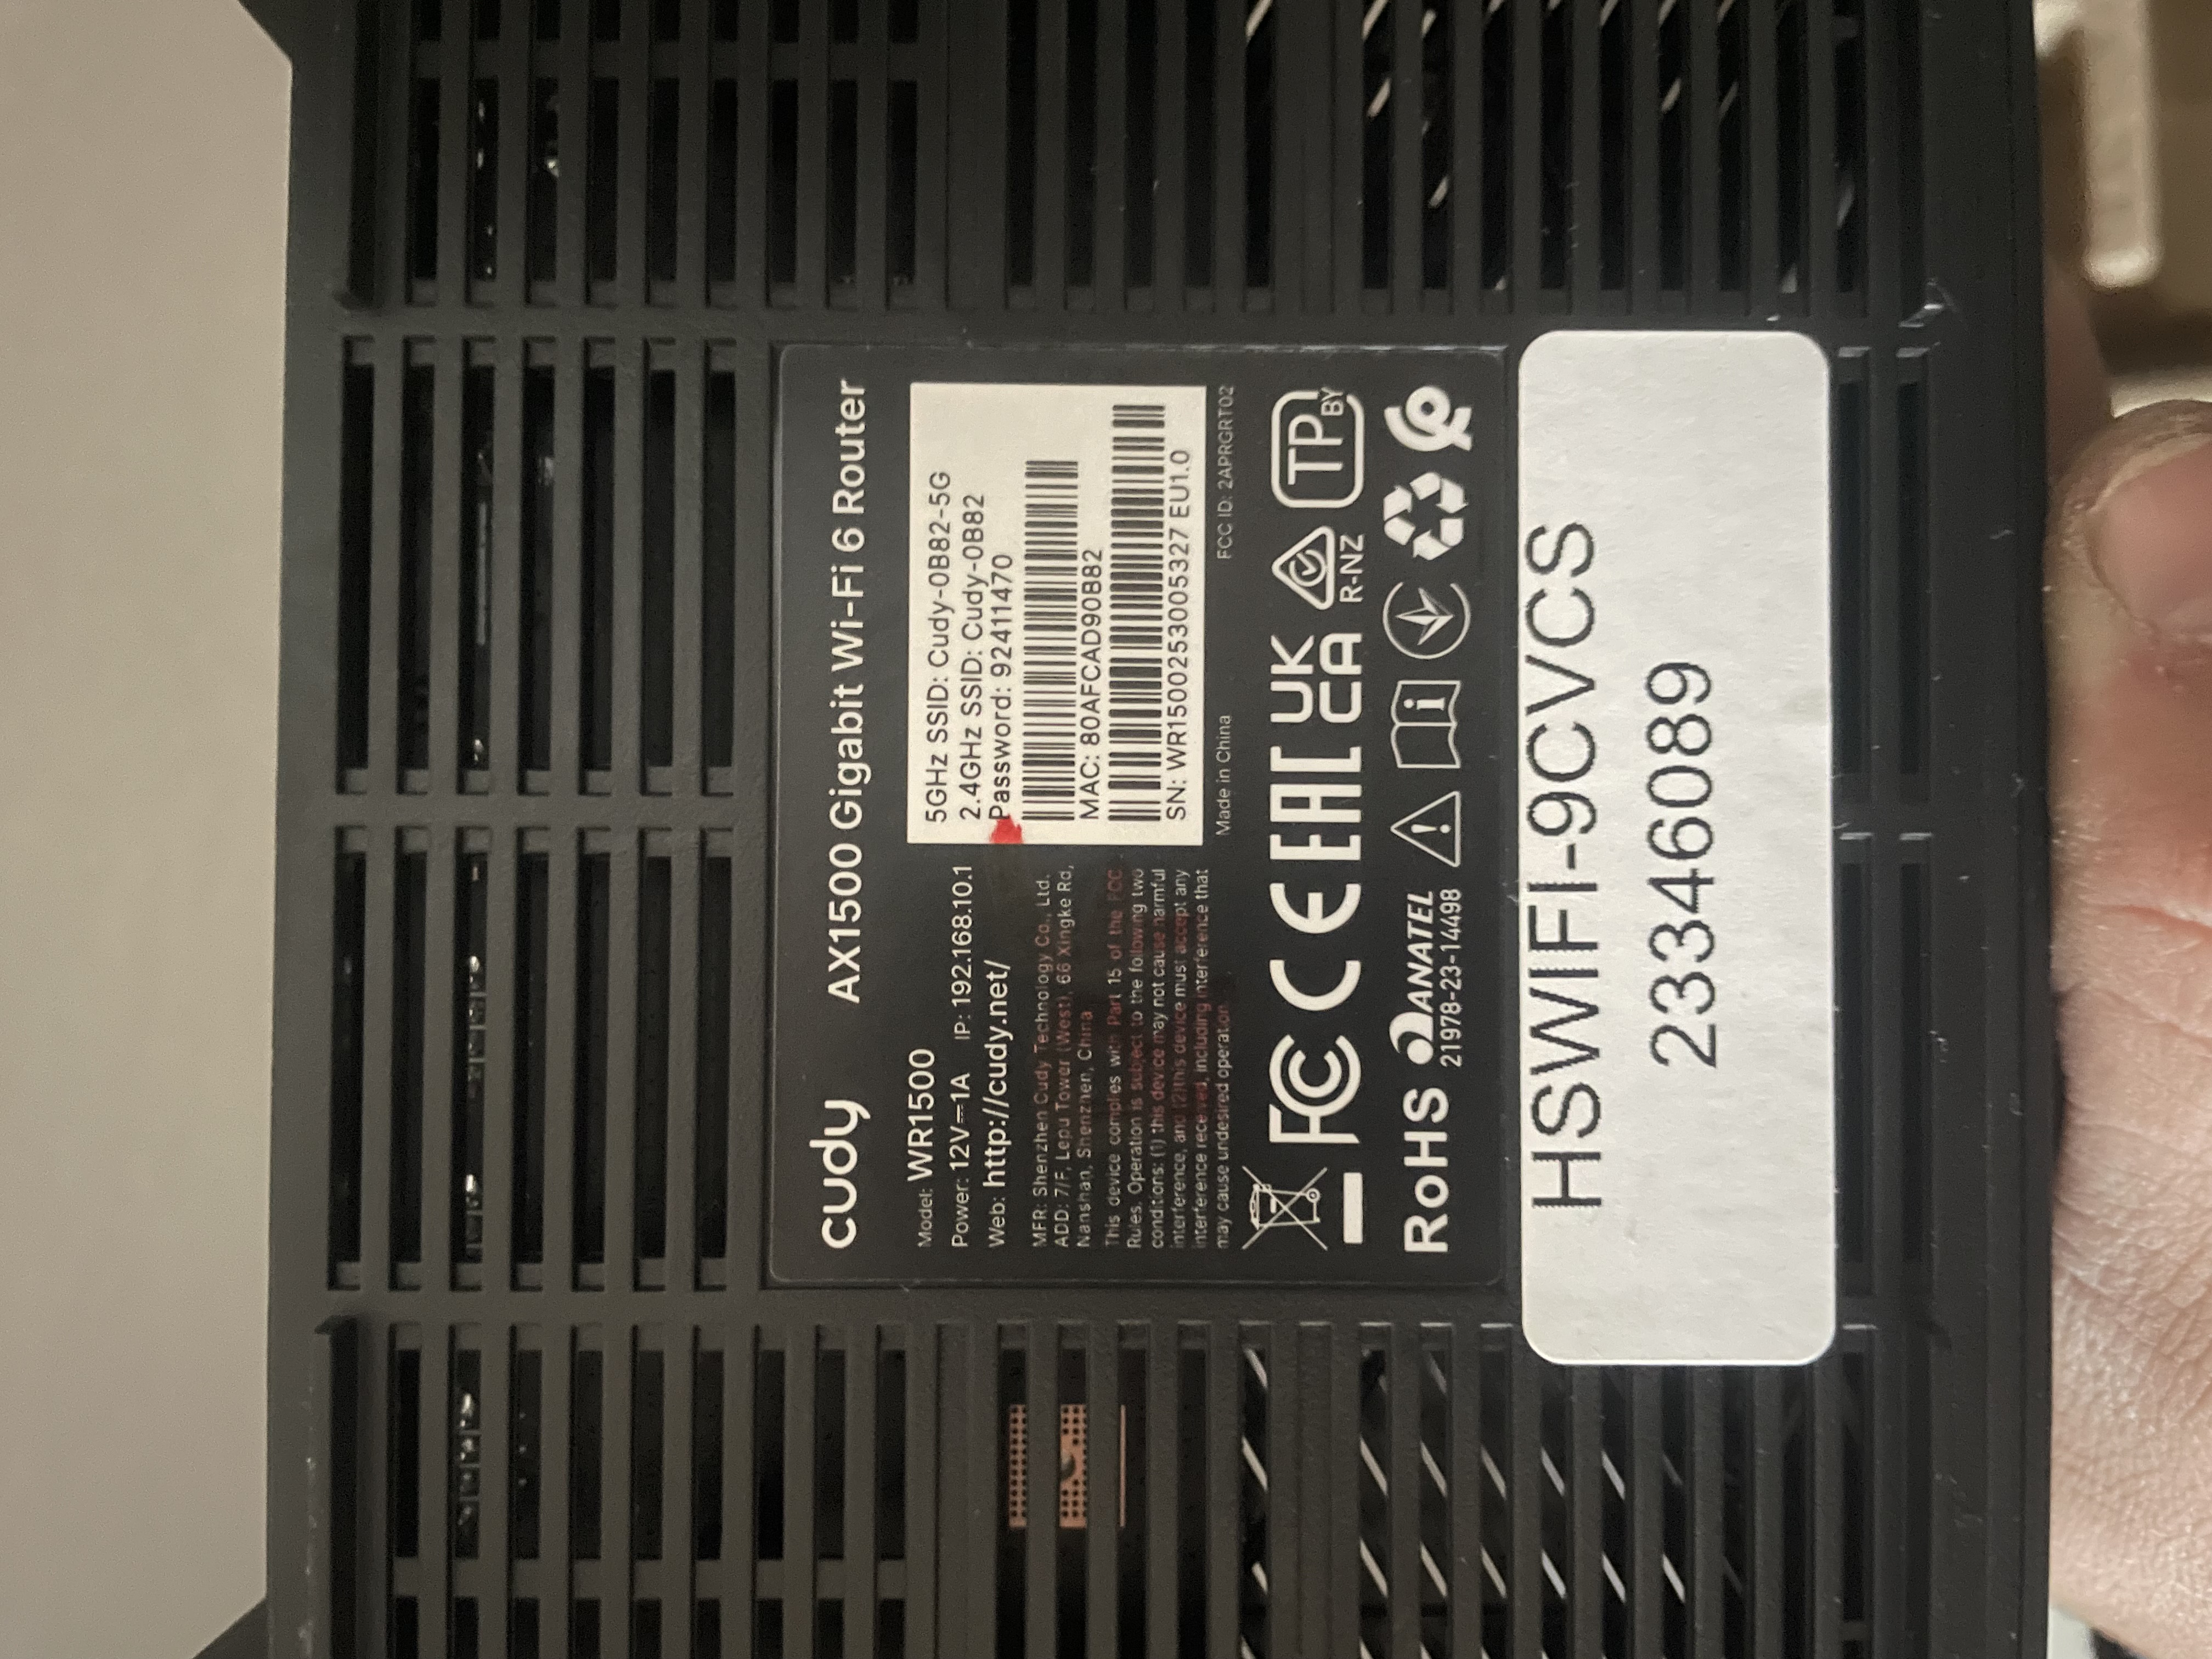 cudy
AX1500 Gigabit Wi-Fi 6 Router
Model: WR1500
Power: 12V⎓1A IP: 192.168.10.1
Web: http://cudy.net/
MFR: Shenzhen Cudy Technology Co., Ltd.
ADD: 7/F, Lepu Tower (West), 66 Xingke Rd,
Nanshan, Shenzhen, China
This device complies with Part 15 of the FCC
Rules. Operation is subject to the following two
conditions: (1) this device may not cause harmful
interference, and (2) this device must accept any
interference received, including interference that
may cause undesired operation.
5GHz SSID: Cudy-0B82-5G
2.4GHz SSID: Cudy-0B82
Password: 92411470
MAC: 80AFCAD90B82
SN: WR1500253005327 EU1.0
Made in China FCC ID: 2APRGRT02
FC CE EAC UK
CA
R-NZ
TP
BY
RoHS ANATEL
21978-23-14498
HSWIFI-9CVCS
23346089